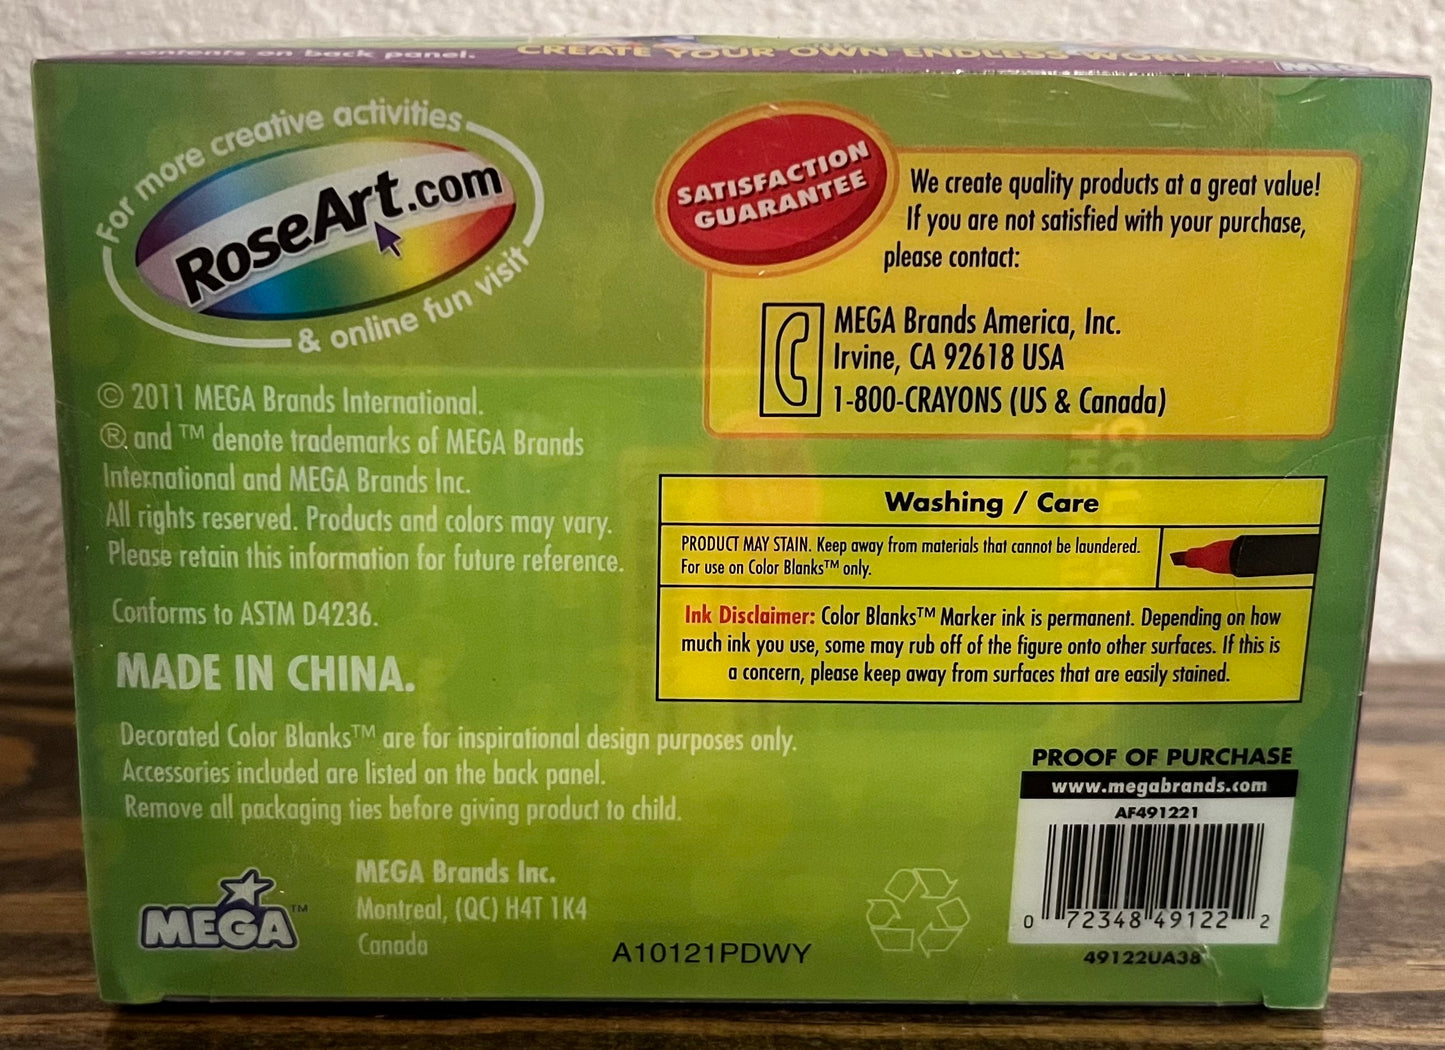 contents on back panel.
CREATE YOUR OWN ENDLESS WORLD...
MEGA
For more creative activities
RoseArt.com
& online fun visit
SATISFACTION
GUARANTEE
We create quality products at a great value!
If you are not satisfied with your purchase,
please contact:
MEGA Brands America, Inc.
Irvine, CA 92618 USA
1-800-CRAYONS (US & Canada)
© 2011 MEGA Brands International.
® and ™ denote trademarks of MEGA Brands
International and MEGA Brands Inc.
All rights reserved. Products and colors may vary.
Please retain this information for future reference.
Conforms to ASTM D4236.
MADE IN CHINA.
Decorated Color Blanks™ are for inspirational design purposes only.
Accessories included are listed on the back panel.
Remove all packaging ties before giving product to child.
Washing / Care
PRODUCT MAY STAIN. Keep away from materials that cannot be laundered.
For use on Color Blanks™ only.
Ink Disclaimer: Color Blanks™ Marker ink is permanent. Depending on how
much ink you use, some may rub off of the figure onto other surfaces. If this is
a concern, please keep away from surfaces that are easily stained.
MEGA™
MEGA Brands Inc.
Montreal, (QC) H4T 1K4
Canada
A10121PDWY
PROOF OF PURCHASE
www.megabrands.com
AF491221
0 72348 49122 2
49122UA38